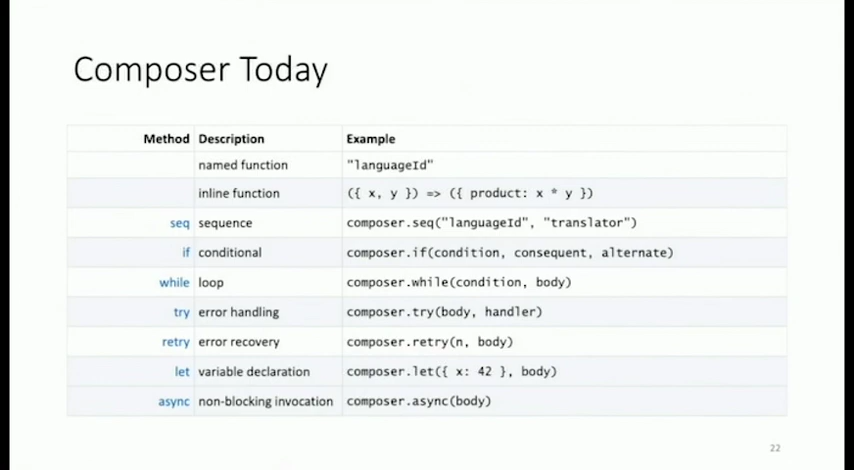 Composer Today
Method Description Example
named function "languageId"
inline function ({ x, y }) => ({ product: x * y })
seq sequence composer.seq("languageId", "translator")
if conditional composer.if(condition, consequent, alternate)
while loop composer.while(condition, body)
try error handling composer.try(body, handler)
retry error recovery composer.retry(n, body)
let variable declaration composer.let({ x: 42 }, body)
async non-blocking invocation composer.async(body)
22